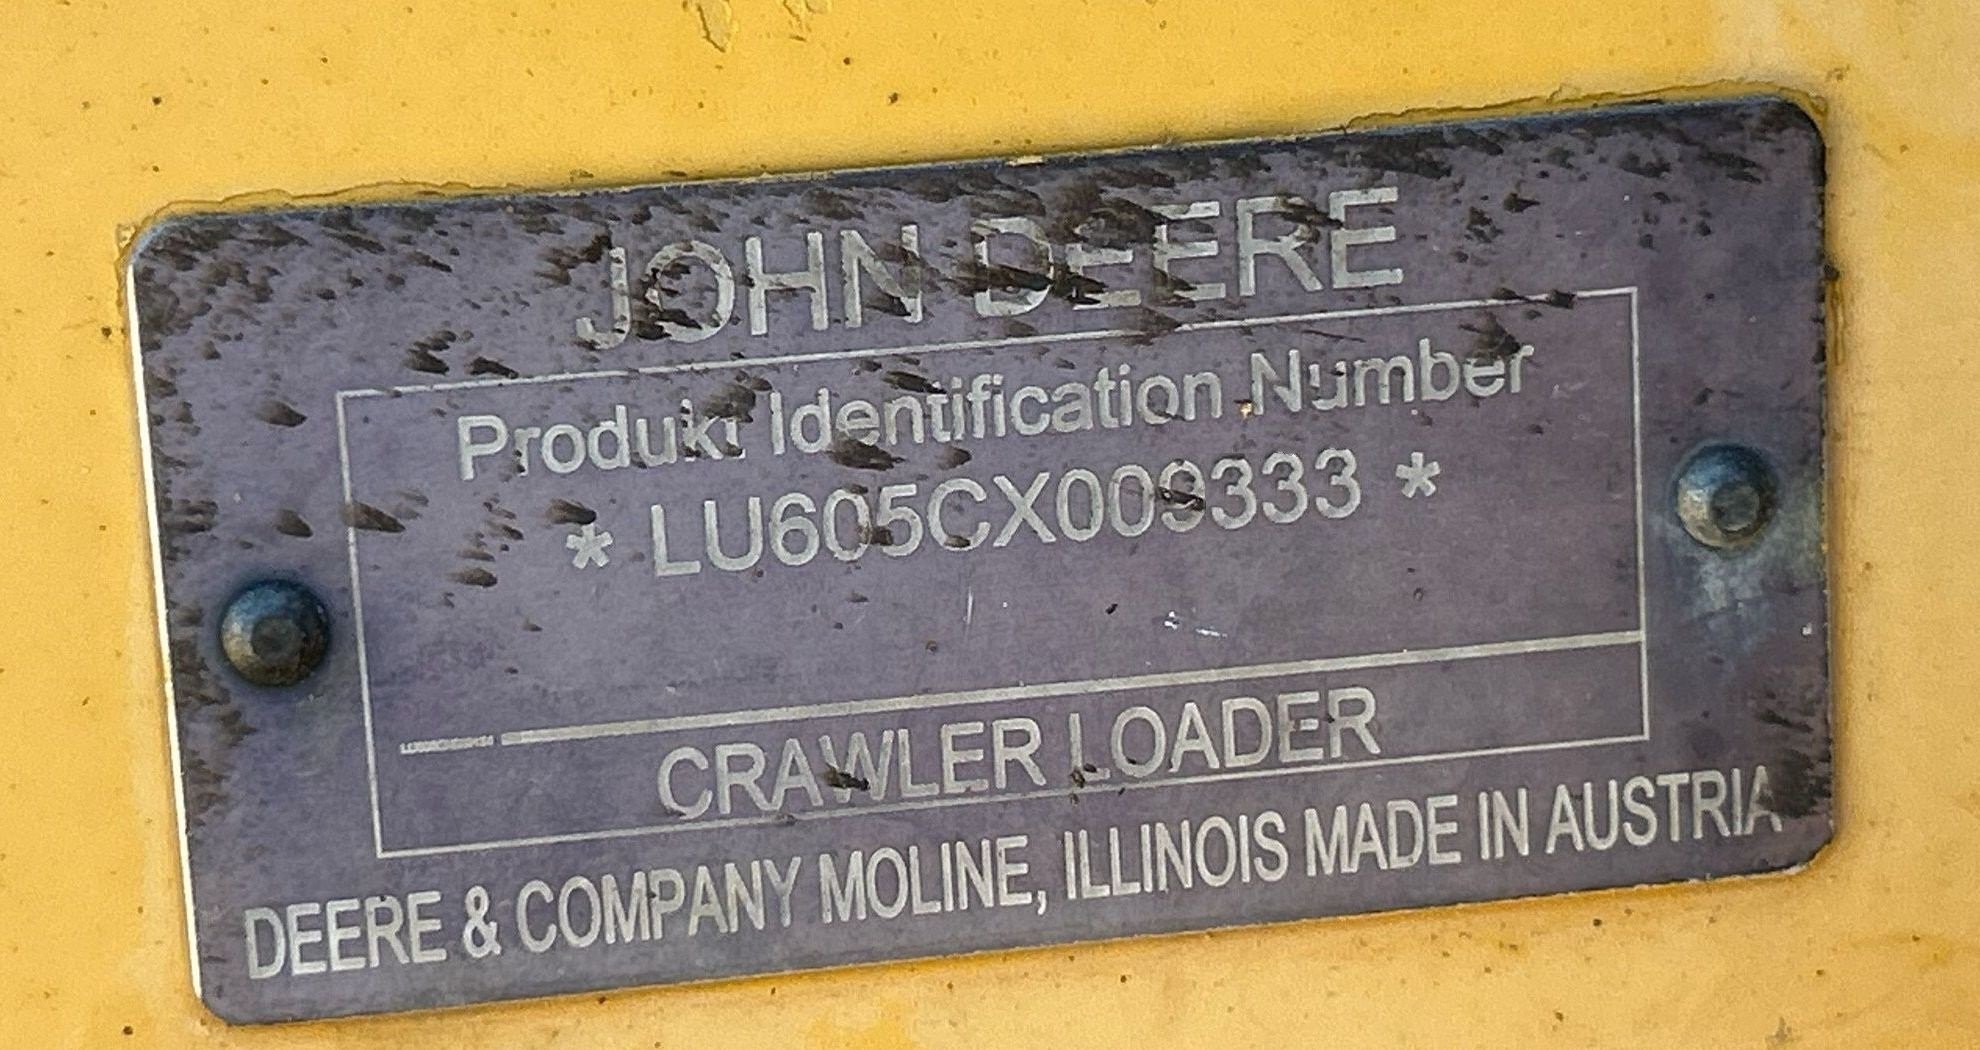 JOHN DEERE
Produkt Identification Number
* LU605CX009333 *
CRAWLER LOADER
DEERE & COMPANY MOLINE, ILLINOIS MADE IN AUSTRIA